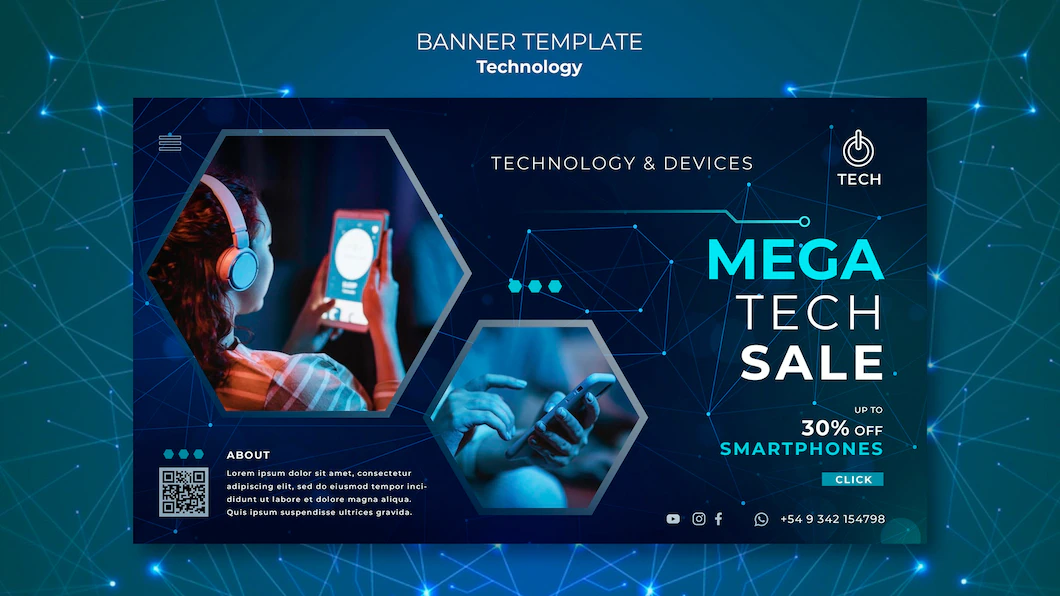 BANNER TEMPLATE
Technology
TECHNOLOGY & DEVICES
TECH
MEGA
TECH
SALE
UP TO
30% OFF
SMARTPHONES
CLICK
ABOUT
Lorem ipsum dolor sit amet, consectetur
adipiscing elit, sed do eiusmod tempor inci-
didunt ut labore et dolore magna aliqua.
Quis ipsum suspendisse ultrices gravida.
+54 9 342 154798